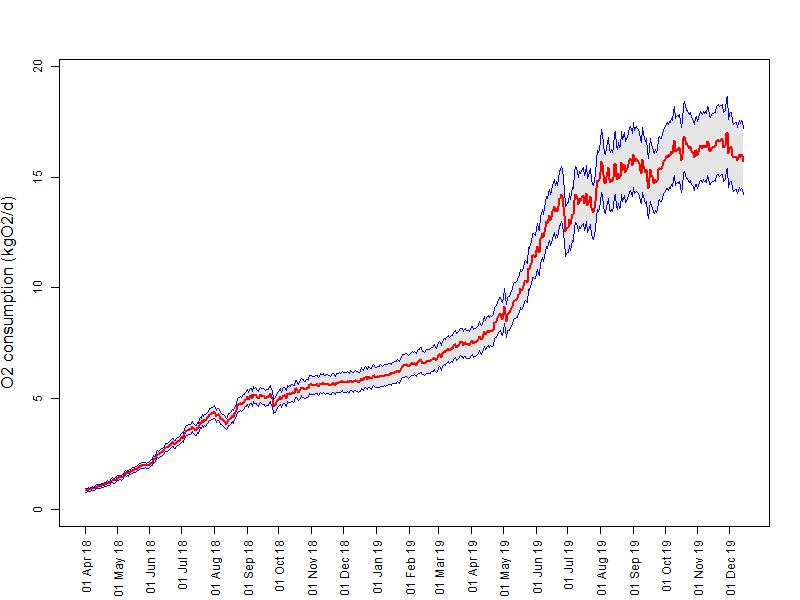 O2 consumption (kgO2/d)
20
15
10
5
0
01 Apr 18
01 May 18
01 Jun 18
01 Jul 18
01 Aug 18
01 Sep 18
01 Oct 18
01 Nov 18
01 Dec 18
01 Jan 19
01 Feb 19
01 Mar 19
01 Apr 19
01 May 19
01 Jun 19
01 Jul 19
01 Aug 19
01 Sep 19
01 Oct 19
01 Nov 19
01 Dec 19